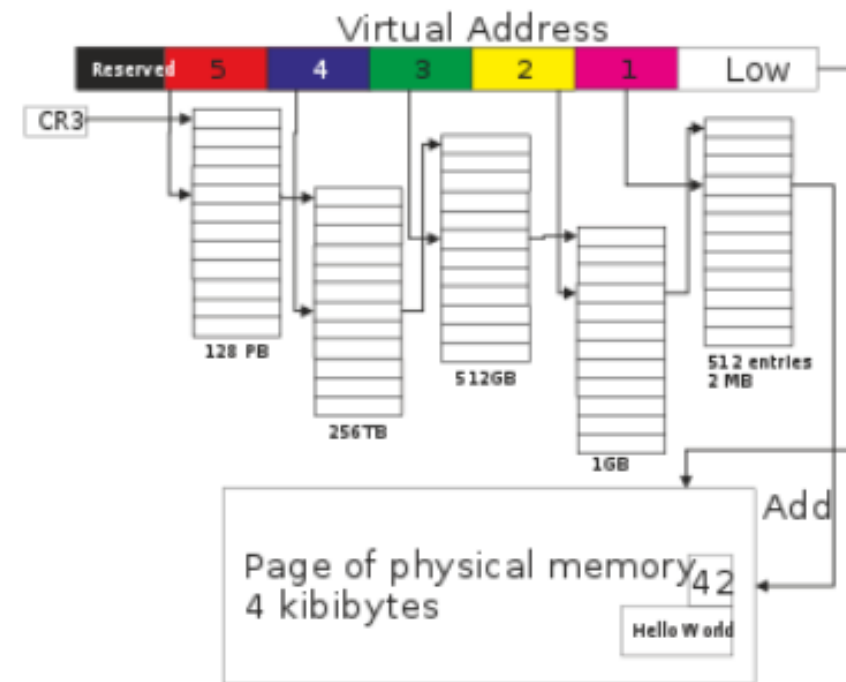 Virtual Address
Reserved 5 4 3 2 1 Low
CR3
128 PB
256TB
512GB
1GB
512 entries
2 MB
Add
Page of physical memory
4 kibibytes
42
Hello World